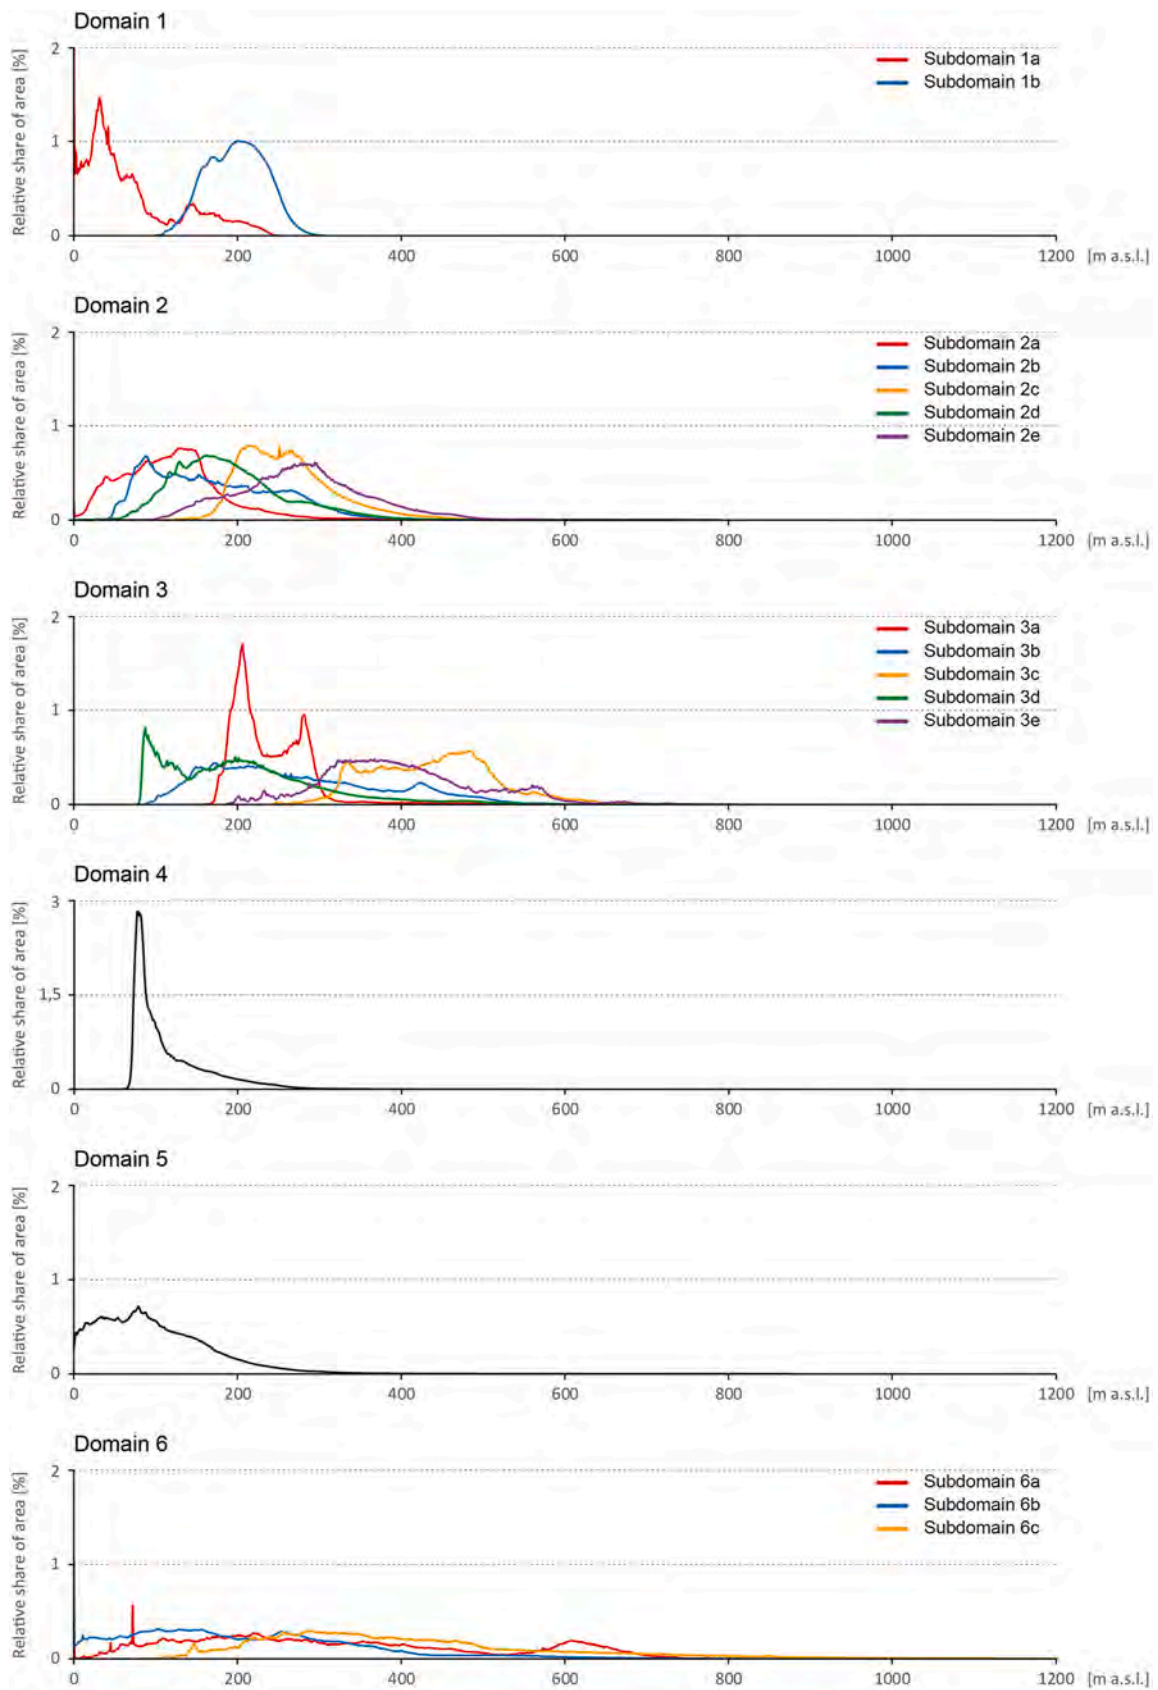 Domain 1
Relative share of area [%]
2
1
0
Subdomain 1a
Subdomain 1b
0 200 400 600 800 1000 1200 [m a.s.l.]
Domain 2
Relative share of area [%]
2
1
0
Subdomain 2a
Subdomain 2b
Subdomain 2c
Subdomain 2d
Subdomain 2e
0 200 400 600 800 1000 1200 [m a.s.l.]
Domain 3
Relative share of area [%]
2
1
0
Subdomain 3a
Subdomain 3b
Subdomain 3c
Subdomain 3d
Subdomain 3e
0 200 400 600 800 1000 1200 [m a.s.l.]
Domain 4
Relative share of area [%]
3
1,5
0
0 200 400 600 800 1000 1200 [m a.s.l.]
Domain 5
Relative share of area [%]
2
1
0
0 200 400 600 800 1000 1200 [m a.s.l.]
Domain 6
Relative share of area [%]
2
1
0
Subdomain 6a
Subdomain 6b
Subdomain 6c
0 200 400 600 800 1000 1200 [m a.s.l.]